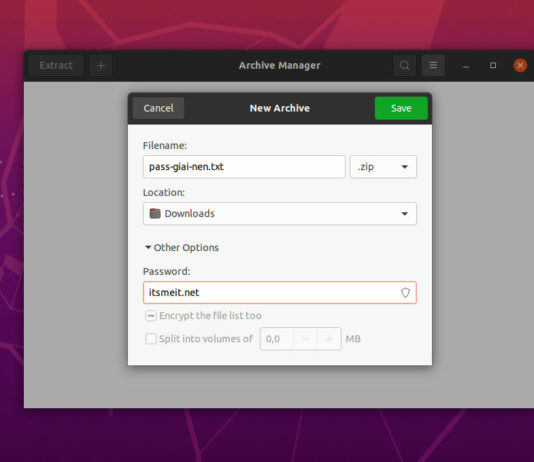 Extract
Archive Manager
Cancel
New Archive
Save
Filename:
pass-giai-nen.txt
.zip
Location:
Downloads
Other Options
Password:
itsmeit.net
Encrypt the file list too
Split into volumes of 0,0 MB